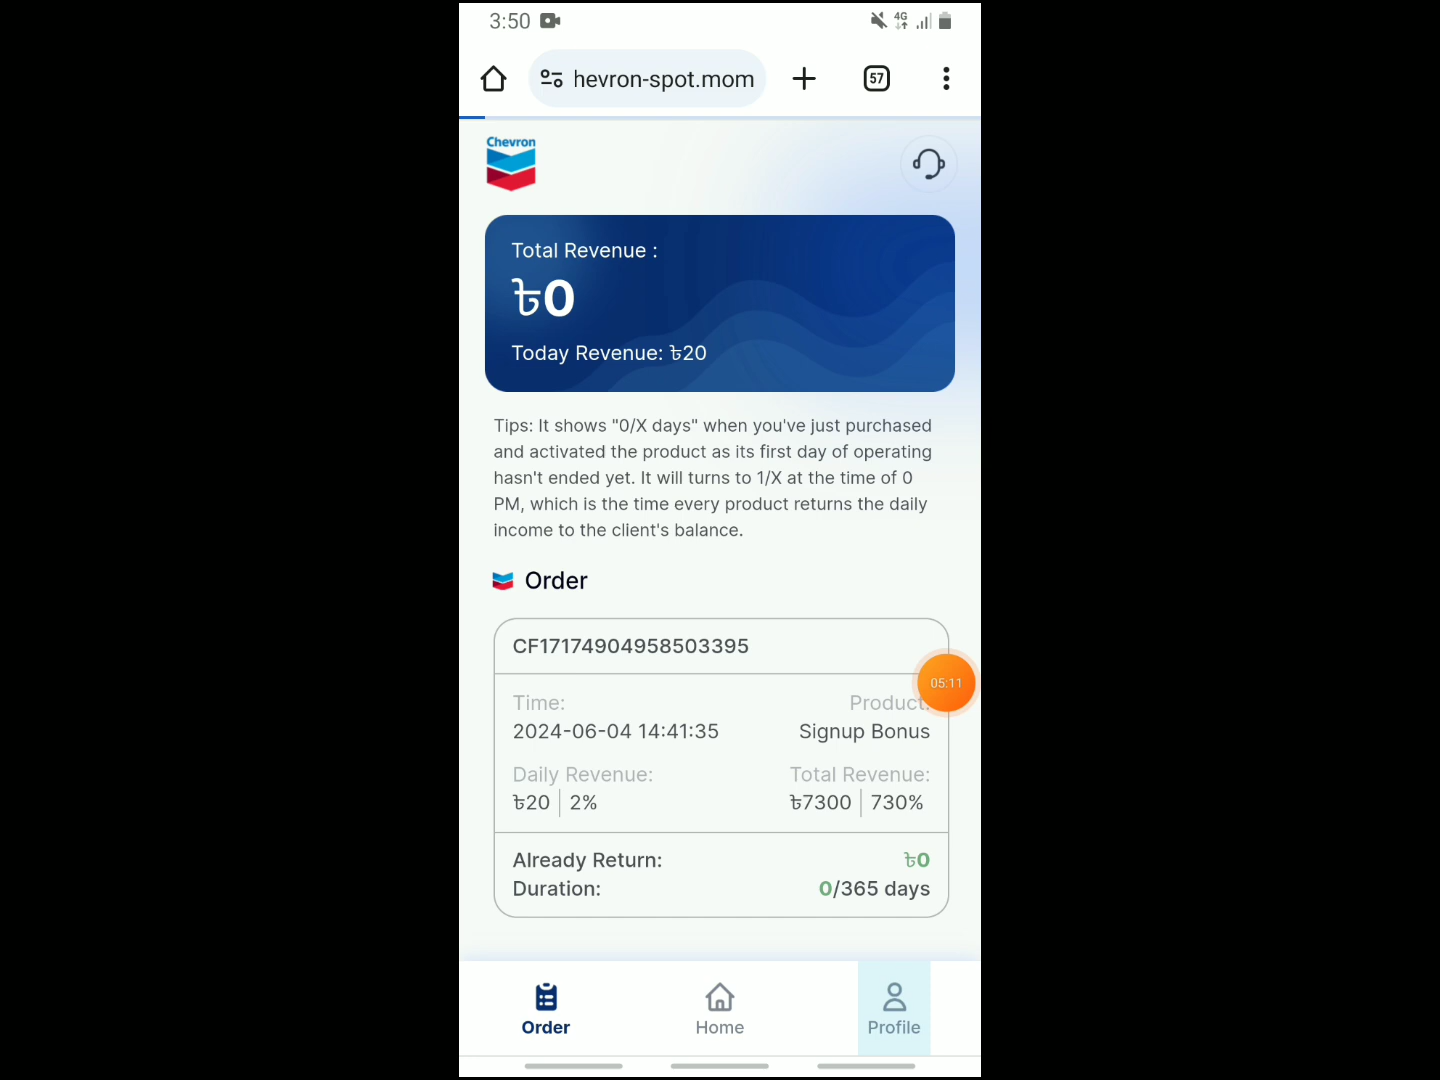 3:50
4G
hevron-spot.mom
57
Chevron
Total Revenue :
৳0
Today Revenue: ৳20
Tips: It shows "0/X days" when you've just purchased
and activated the product as its first day of operating
hasn't ended yet. It will turns to 1/X at the time of 0
PM, which is the time every product returns the daily
income to the client's balance.
Order
CF17174904958503395
05:11
Time:
Product:
2024-06-04 14:41:35
Signup Bonus
Daily Revenue:
Total Revenue:
৳20 | 2%
৳7300 | 730%
Already Return:
৳0
Duration:
0/365 days
Order
Home
Profile